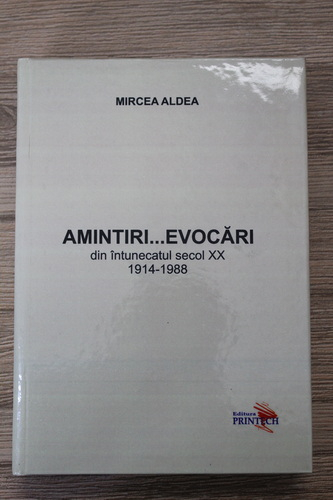 MIRCEA ALDEA
AMINTIRI...EVOCĂRI
din întunecatul secol XX
1914-1988
Editura
PRINTECH